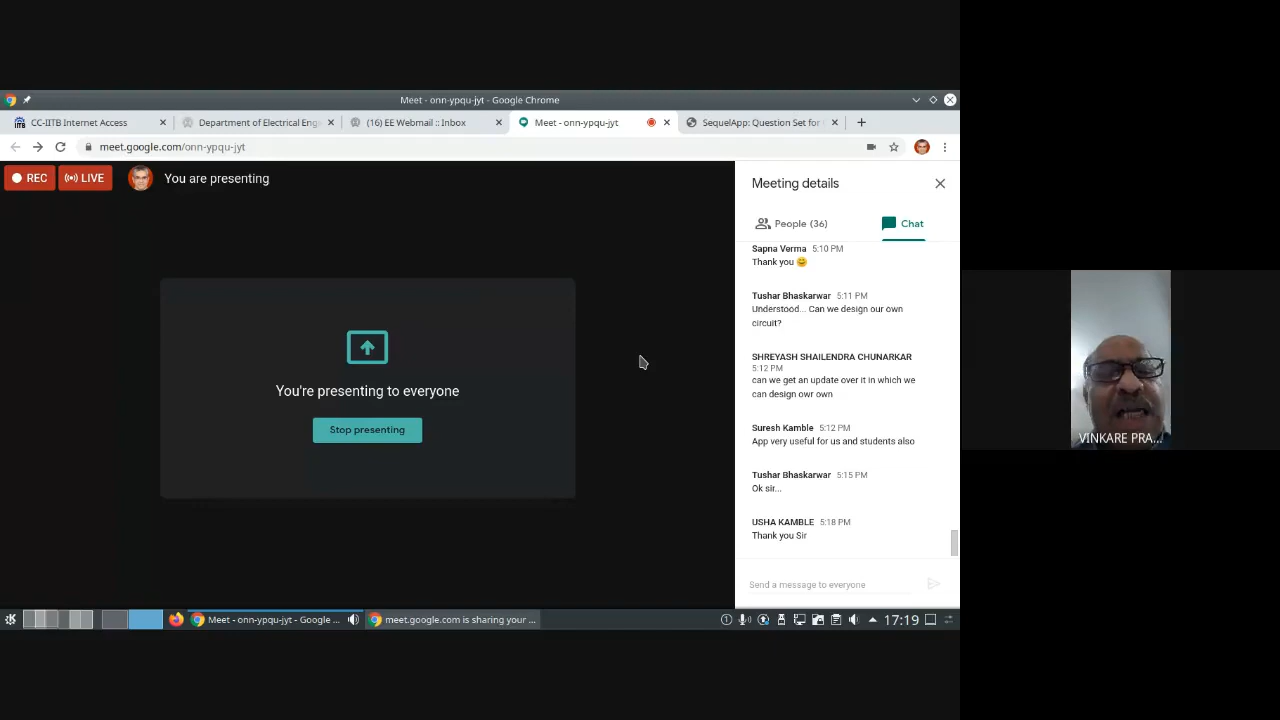 Meet - onn-ypqu-jyt - Google Chrome
CC-IITB Internet Access
Department of Electrical Eng
(16) EE Webmail :: Inbox
Meet - onn-ypqu-jyt
SequelApp: Question Set for
meet.google.com/onn-ypqu-jyt
REC
LIVE
You are presenting
Meeting details
People (36)
Chat
Sapna Verma 5:10 PM
Thank you 😊
Tushar Bhaskarwar 5:11 PM
Understood... Can we design our own
circuit?
SHREYASH SHAILENDRA CHUNARKAR
5:12 PM
can we get an update over it in which we
can design owr own
Suresh Kamble 5:12 PM
App very useful for us and students also
Tushar Bhaskarwar 5:15 PM
Ok sir...
USHA KAMBLE 5:18 PM
Thank you Sir
You're presenting to everyone
Stop presenting
Send a message to everyone
VINKARE PRA...
Meet - onn-ypqu-jyt - Google ...
meet.google.com is sharing your ...
17:19